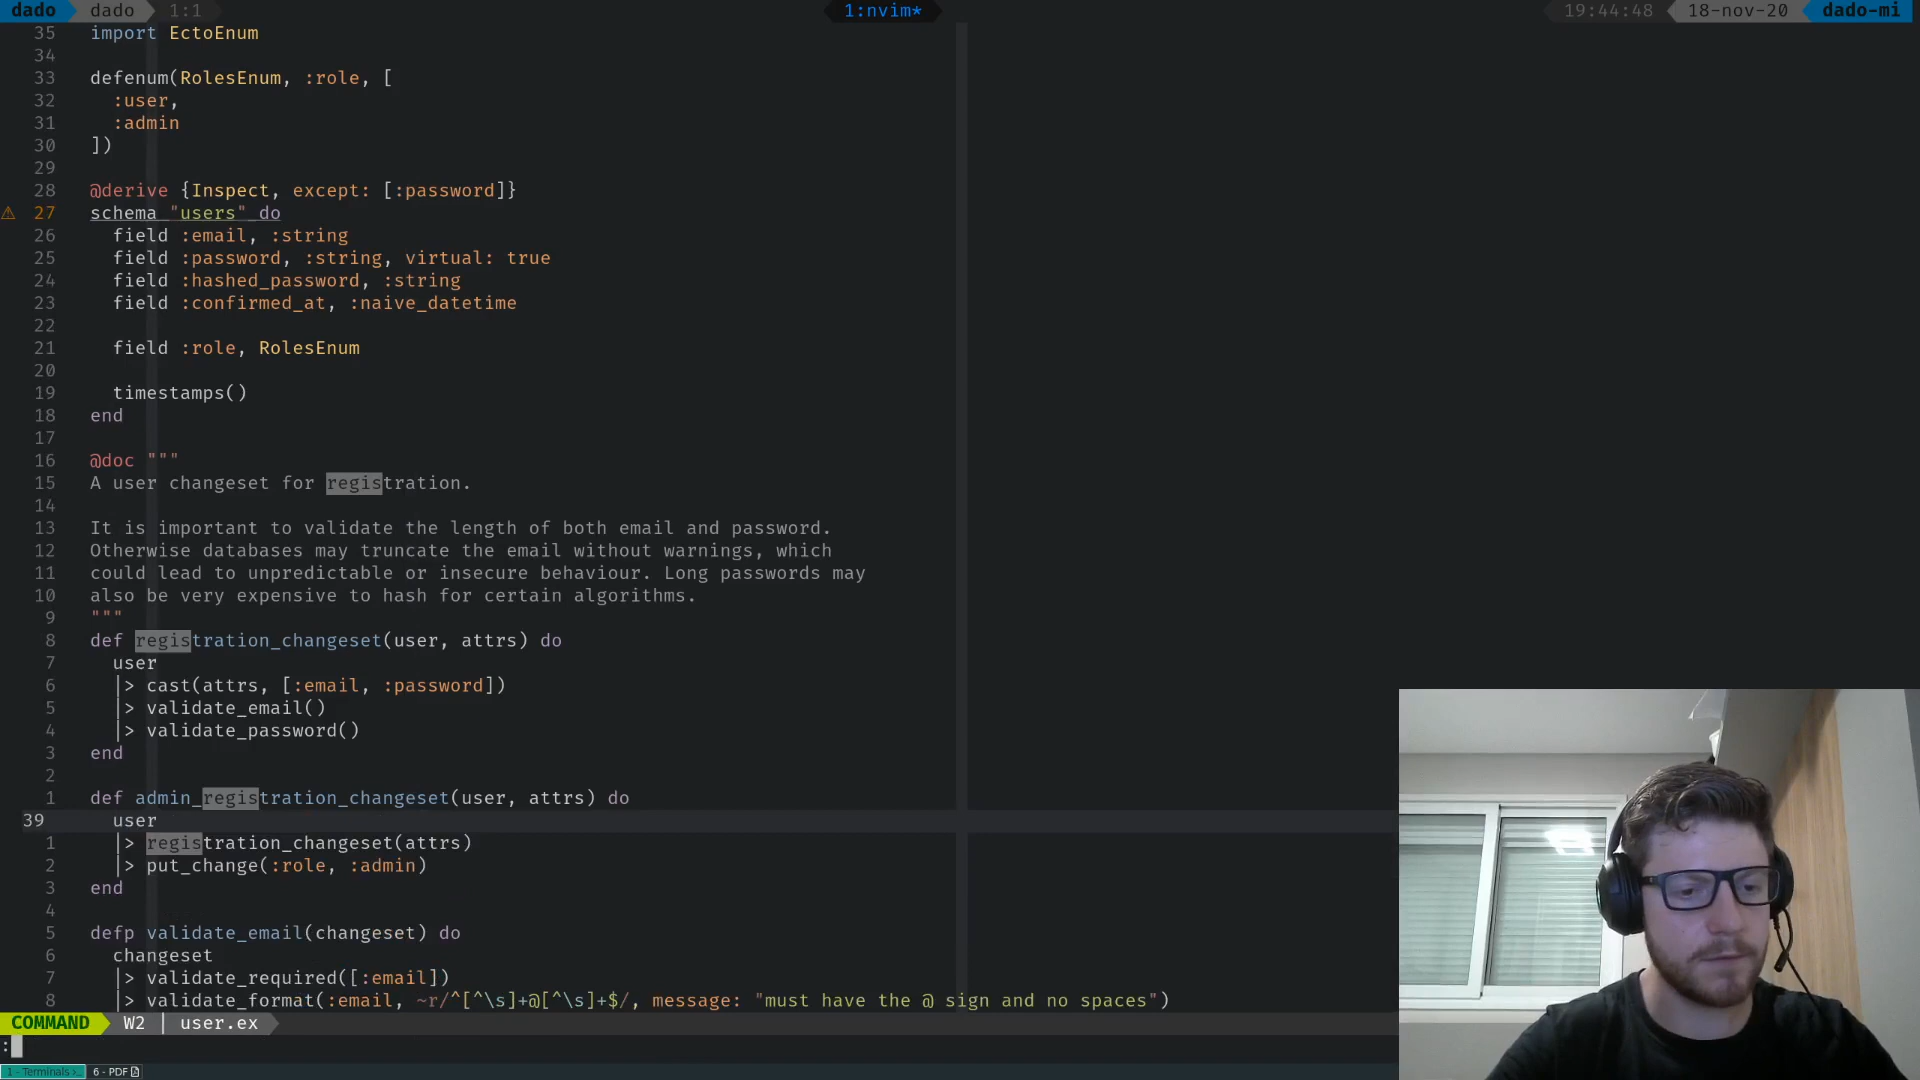 dado dado 1:1 1:nvim* 19:44:48 18-nov-20 dado-mi
35 import EctoEnum
34
33 defenum(RolesEnum, :role, [
32 :user,
31 :admin
30 ])
29
28 @derive {Inspect, except: [:password]}
⚠ 27 schema "users" do
26 field :email, :string
25 field :password, :string, virtual: true
24 field :hashed_password, :string
23 field :confirmed_at, :naive_datetime
22
21 field :role, RolesEnum
20
19 timestamps()
18 end
17
16 @doc """
15 A user changeset for registration.
14
13 It is important to validate the length of both email and password.
12 Otherwise databases may truncate the email without warnings, which
11 could lead to unpredictable or insecure behaviour. Long passwords may
10 also be very expensive to hash for certain algorithms.
9 """
8 def registration_changeset(user, attrs) do
7 user
6 |> cast(attrs, [:email, :password])
5 |> validate_email()
4 |> validate_password()
3 end
2
1 def admin_registration_changeset(user, attrs) do
39 user
1 |> registration_changeset(attrs)
2 |> put_change(:role, :admin)
3 end
4
5 defp validate_email(changeset) do
6 changeset
7 |> validate_required([:email])
8 |> validate_format(:email, ~r/^[^\s]+@[^\s]+$/, message: "must have the @ sign and no spaces")
COMMAND W2 | user.ex
:
1 - Terminals 6 - PDF